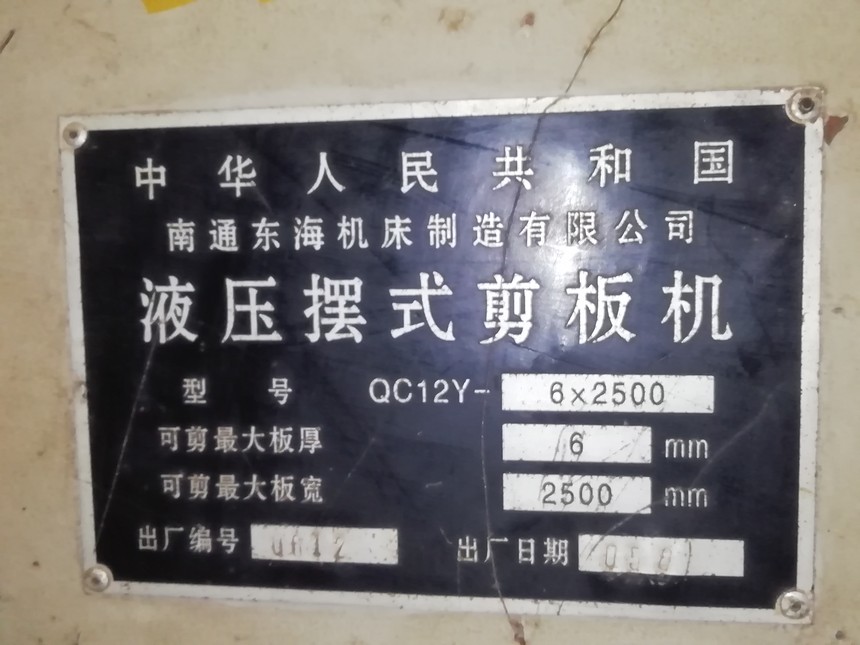 中华人民共和国
南通东海机床制造有限公司
液压摆式剪板机
型号 QC12Y- 6×2500
可剪最大板厚 6 mm
可剪最大板宽 2500 mm
出厂编号 出厂日期